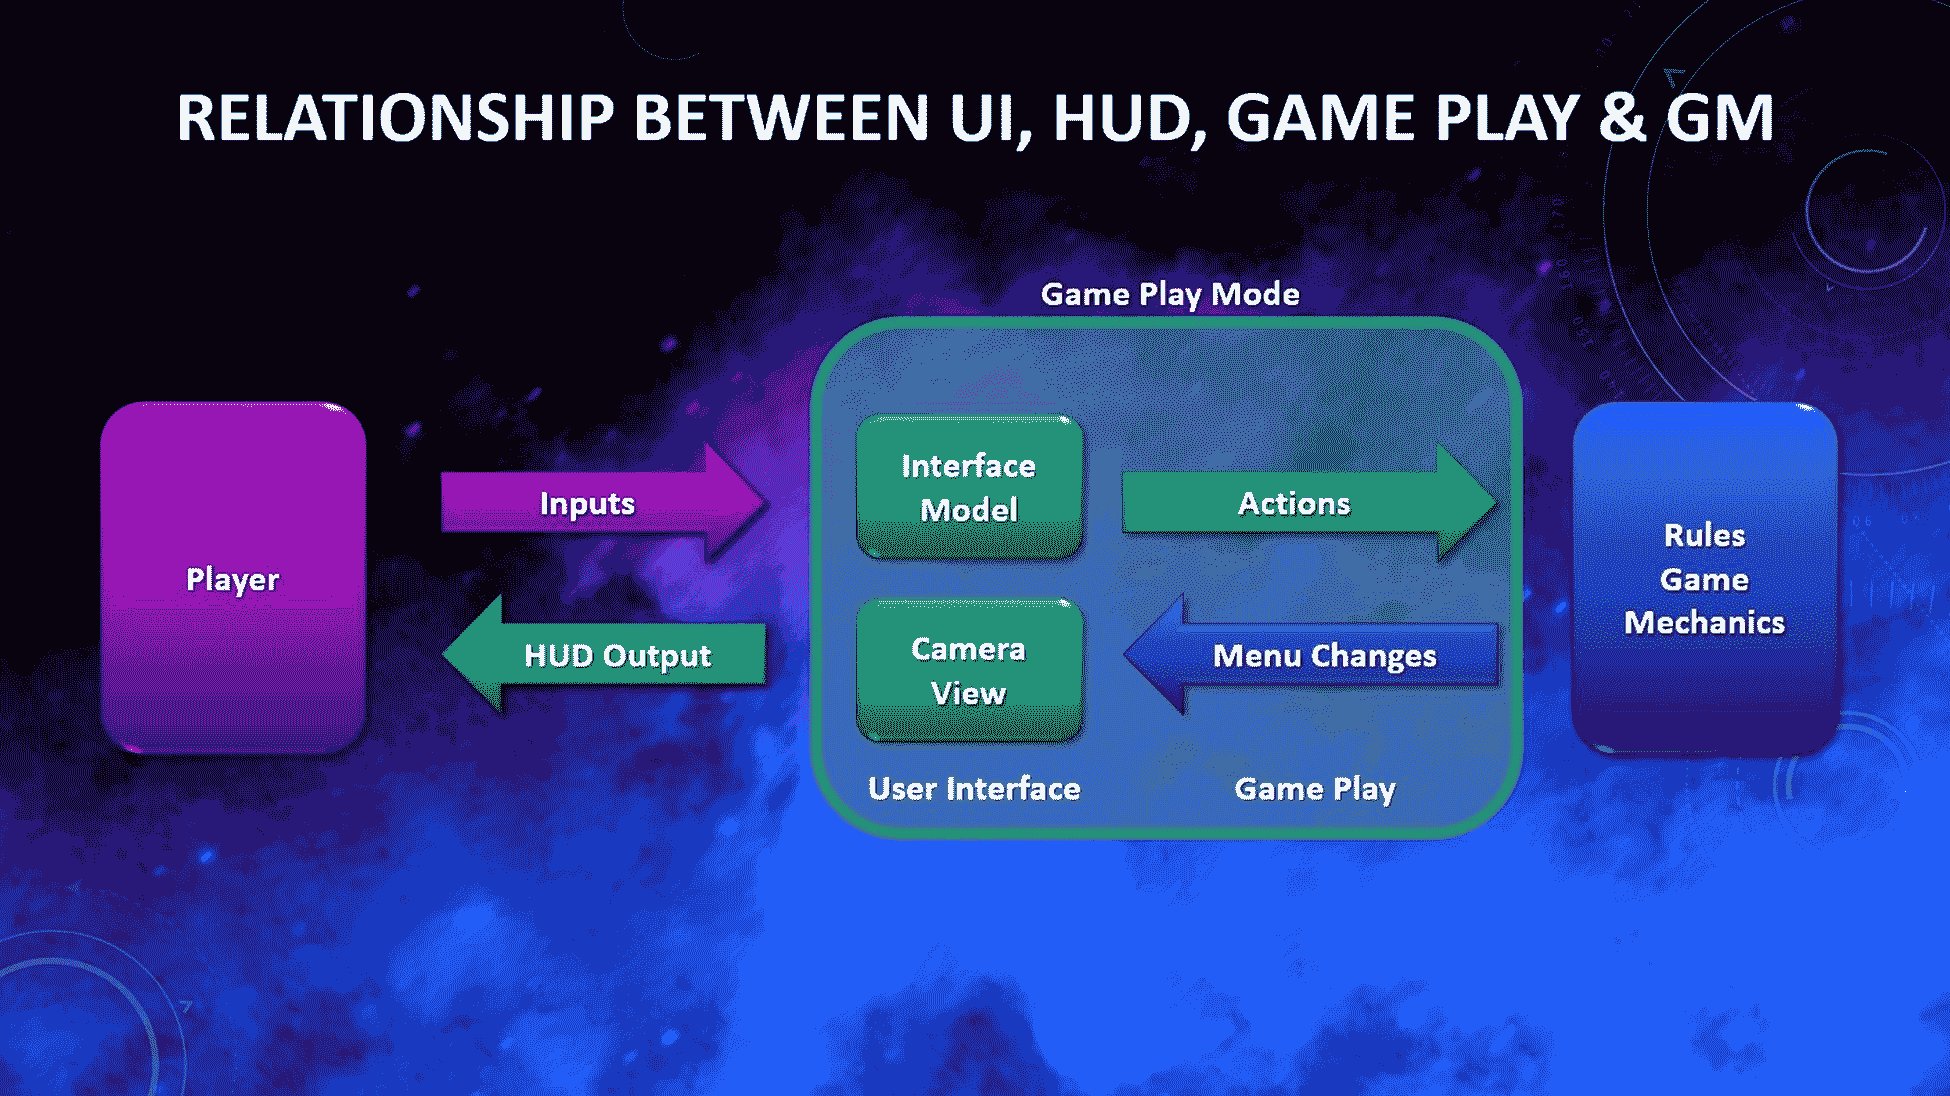 RELATIONSHIP BETWEEN UI, HUD, GAME PLAY & GM
Game Play Mode
Player
Inputs
HUD Output
Interface
Model
Camera
View
User Interface
Actions
Menu Changes
Game Play
Rules
Game
Mechanics